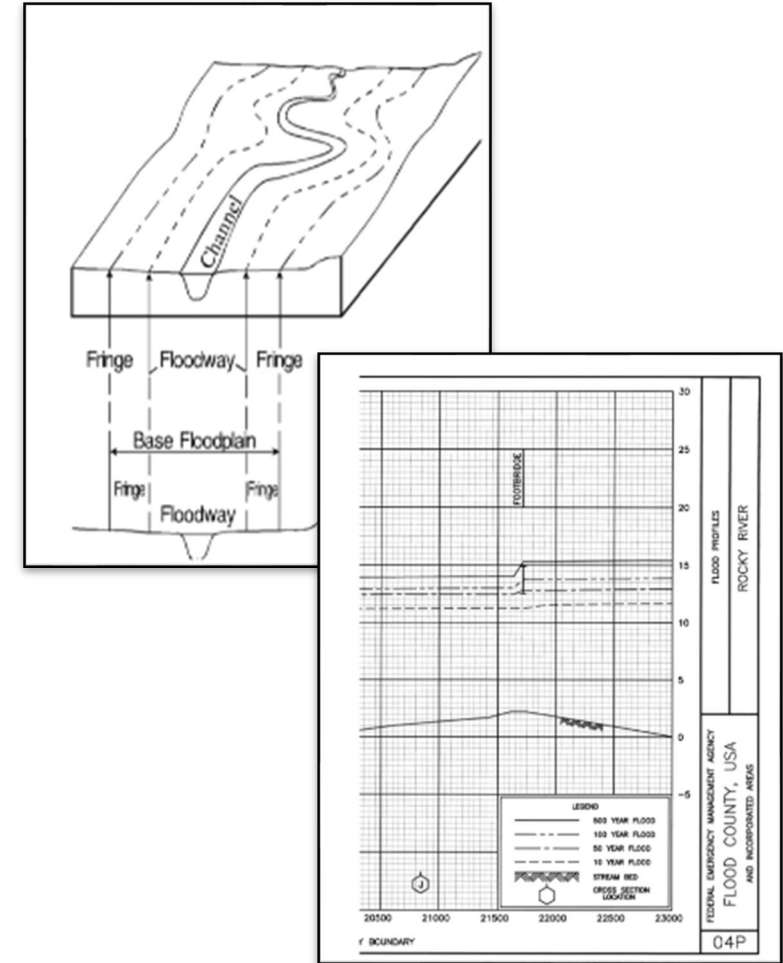 Channel
Fringe Floodway Fringe
Base Floodplain
Fringe Fringe
Floodway
30
25
20
15
10
5
0
-5
FOOTBRIDGE
LEGEND
500 YEAR FLOOD
100 YEAR FLOOD
50 YEAR FLOOD
10 YEAR FLOOD
STREAM BED
CROSS SECTION
LOCATION
J
20500 21000 21500 22000 22500 23000
Y BOUNDARY
FLOOD PROFILES
ROCKY RIVER
FEDERAL EMERGENCY MANAGEMENT AGENCY
FLOOD COUNTY, USA
AND INCORPORATED AREAS
04P